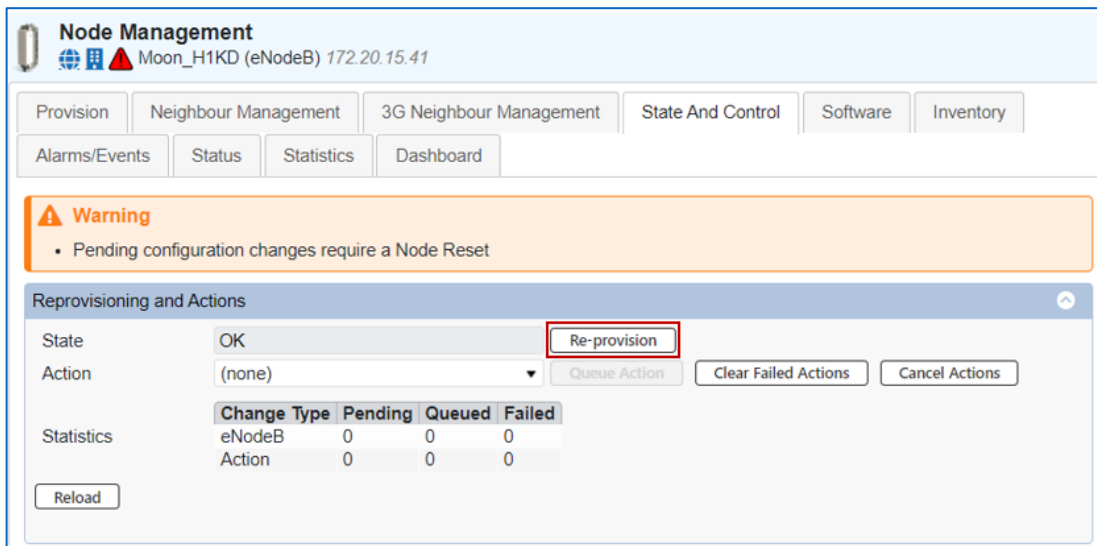 Node Management
Moon_H1KD (eNodeB) 172.20.15.41
Provision Neighbour Management 3G Neighbour Management State And Control Software Inventory
Alarms/Events Status Statistics Dashboard
Warning
• Pending configuration changes require a Node Reset
Reprovisioning and Actions
State OK Re-provision
Action (none) Queue Action Clear Failed Actions Cancel Actions
Change Type Pending Queued Failed
Statistics eNodeB 0 0 0
Action 0 0 0
Reload